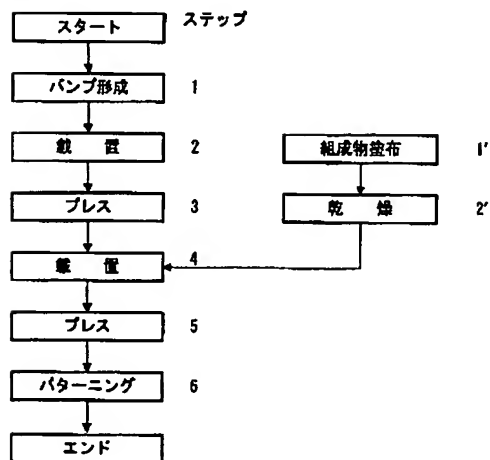 スタート ステップ
バンプ形成 1
載 置 2
組成物塗布 1'
プレス 3
乾 燥 2'
載 置 4
プレス 5
パターニング 6
エンド